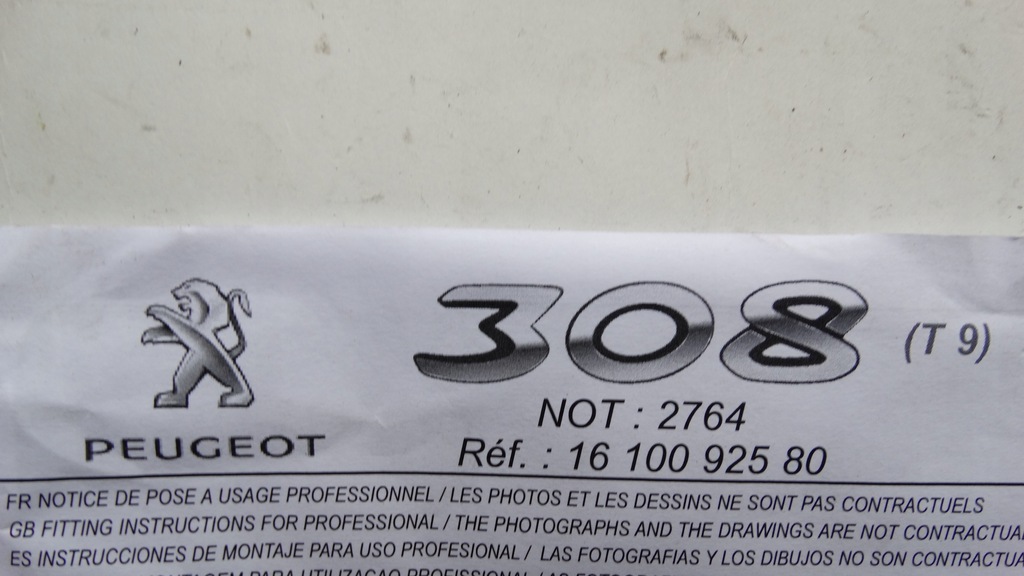 308 (T 9)
PEUGEOT
NOT : 2764
Réf. : 16 100 925 80
FR NOTICE DE POSE A USAGE PROFESSIONNEL / LES PHOTOS ET LES DESSINS NE SONT PAS CONTRACTUELS
GB FITTING INSTRUCTIONS FOR PROFESSIONAL / THE PHOTOGRAPHS AND THE DRAWINGS ARE NOT CONTRACTUA
ES INSTRUCCIONES DE MONTAJE PARA USO PROFESIONAL / LAS FOTOGRAFIAS Y LOS DIBUJOS NO SON CONTRACTUA